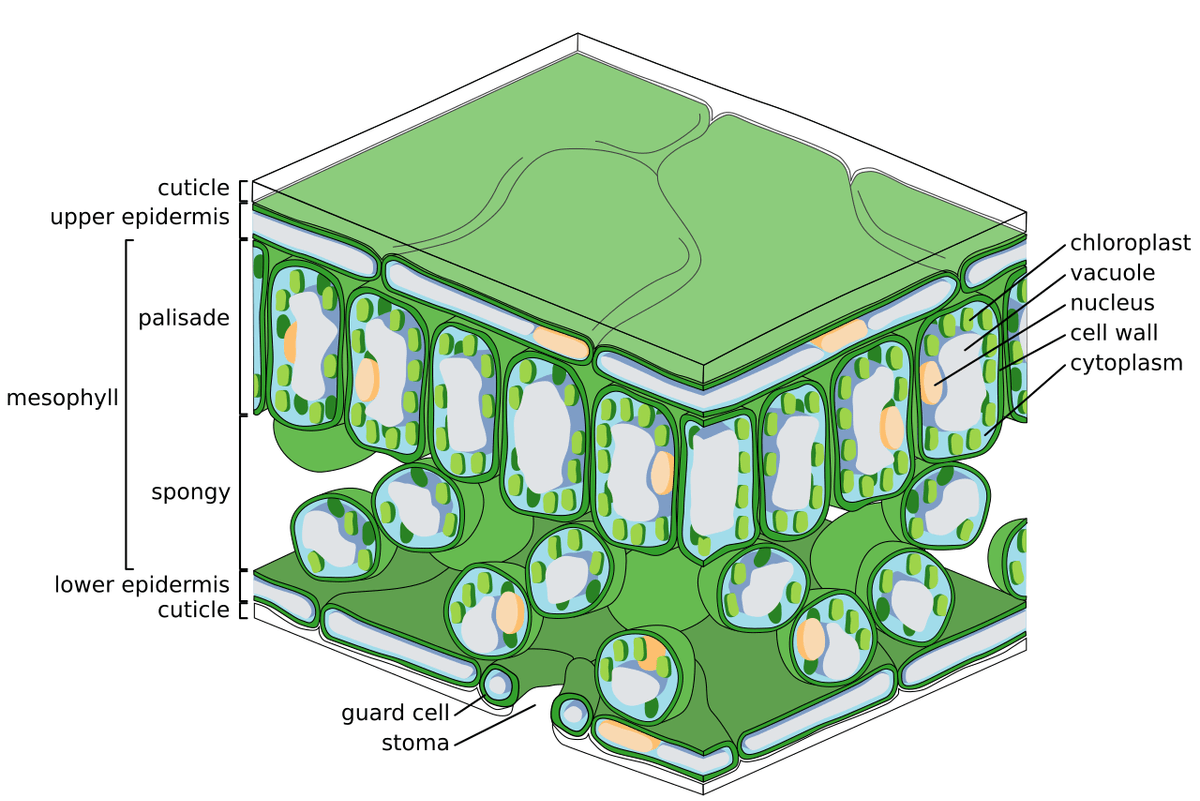 cuticle
upper epidermis
palisade
mesophyll
spongy
lower epidermis
cuticle
chloroplast
vacuole
nucleus
cell wall
cytoplasm
guard cell
stoma